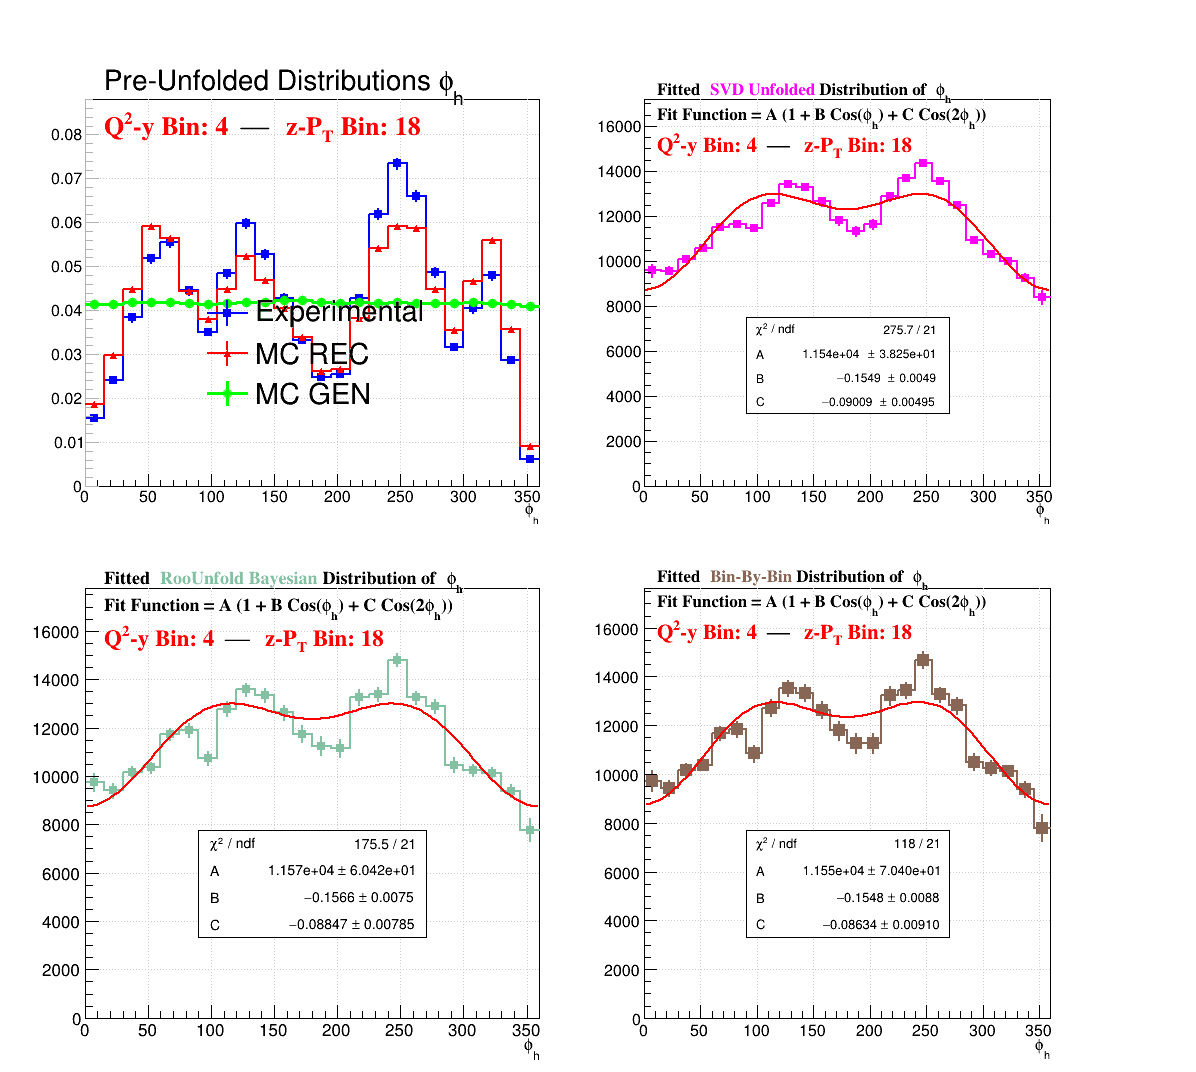 Pre-Unfolded Distributions ϕh
Q²-y Bin: 4 — z-PT Bin: 18
0.08
0.07
0.06
0.05
0.04
0.03
0.02
0.01
0
Experimental
MC REC
MC GEN
0 50 100 150 200 250 300 350
ϕh
Fitted SVD Unfolded Distribution of ϕh
Fit Function = A (1 + B Cos(ϕh) + C Cos(2ϕh))
Q²-y Bin: 4 — z-PT Bin: 18
16000
14000
12000
10000
8000
6000
4000
2000
0
χ² / ndf 275.7 / 21
A 1.154e+04 ± 3.825e+01
B −0.1549 ± 0.0049
C −0.09009 ± 0.00495
0 50 100 150 200 250 300 350
ϕh
Fitted RooUnfold Bayesian Distribution of ϕh
Fit Function = A (1 + B Cos(ϕh) + C Cos(2ϕh))
Q²-y Bin: 4 — z-PT Bin: 18
16000
14000
12000
10000
8000
6000
4000
2000
0
χ² / ndf 175.5 / 21
A 1.157e+04 ± 6.042e+01
B −0.1566 ± 0.0075
C −0.08847 ± 0.00785
0 50 100 150 200 250 300 350
ϕh
Fitted Bin-By-Bin Distribution of ϕh
Fit Function = A (1 + B Cos(ϕh) + C Cos(2ϕh))
Q²-y Bin: 4 — z-PT Bin: 18
16000
14000
12000
10000
8000
6000
4000
2000
0
χ² / ndf 118 / 21
A 1.155e+04 ± 7.040e+01
B −0.1548 ± 0.0088
C −0.08634 ± 0.00910
0 50 100 150 200 250 300 350
ϕh